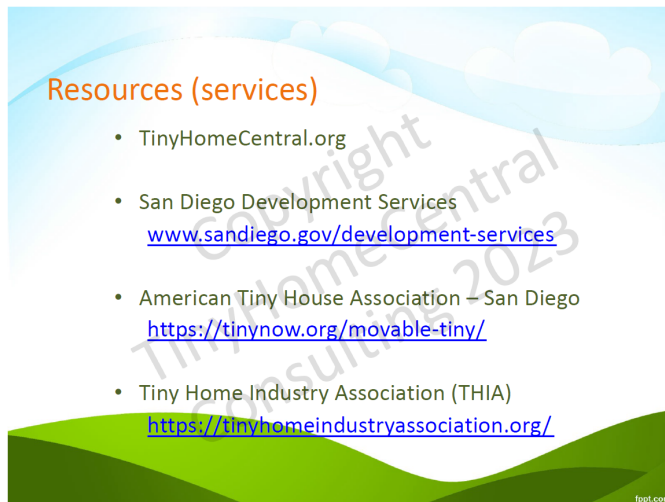 Resources (services)
• TinyHomeCentral.org
• San Diego Development Services
www.sandiego.gov/development-services
• American Tiny House Association – San Diego
https://tinynow.org/movable-tiny/
• Tiny Home Industry Association (THIA)
https://tinyhomeindustryassociation.org/
Copyright
TinyHomeCentral
Consulting 2023
fppt.com